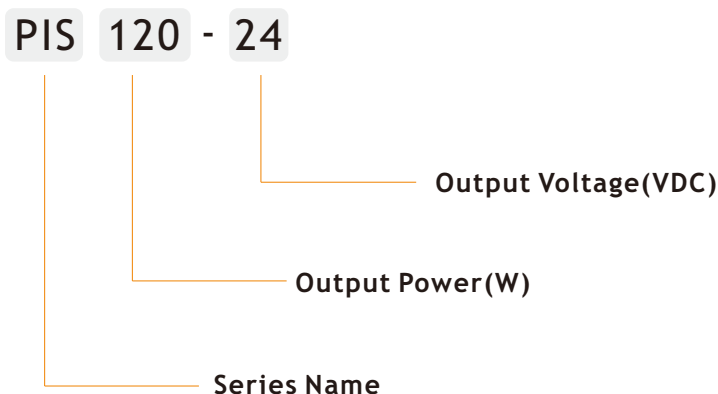 PIS 120 - 24
Output Voltage(VDC)
Output Power(W)
Series Name